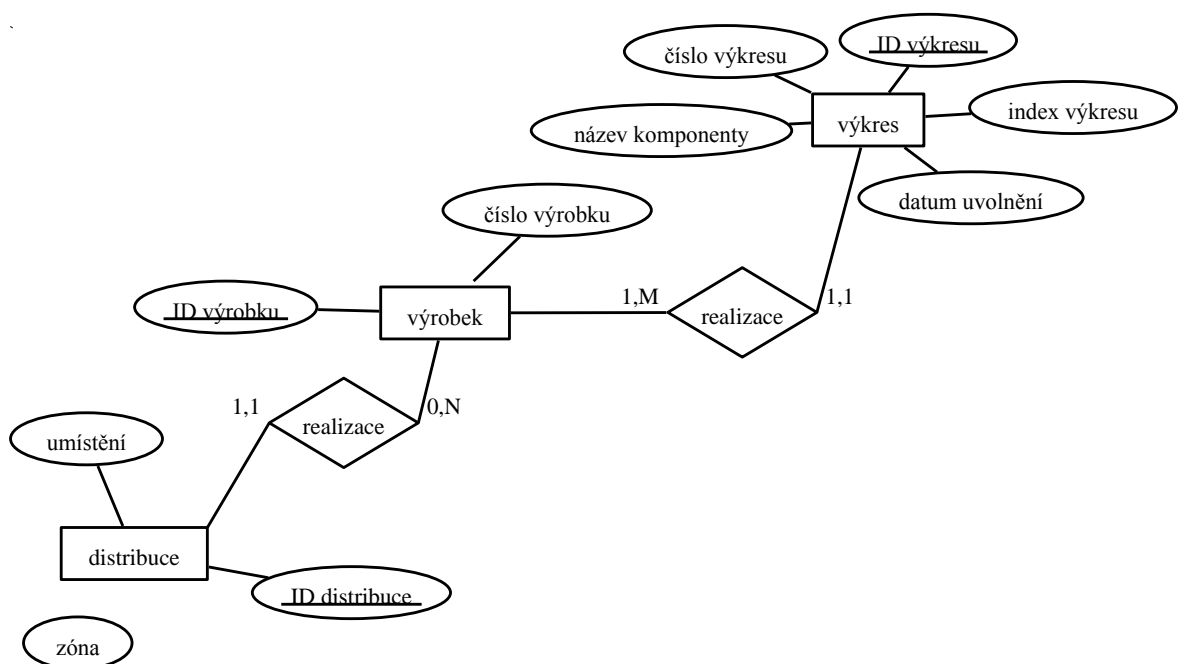 ID výkresu
číslo výkresu
index výkresu
výkres
název komponenty
datum uvolnění
číslo výrobku
1,M
1,1
ID výrobku
výrobek
realizace
1,1
0,N
realizace
umístění
distribuce
ID distribuce
zóna